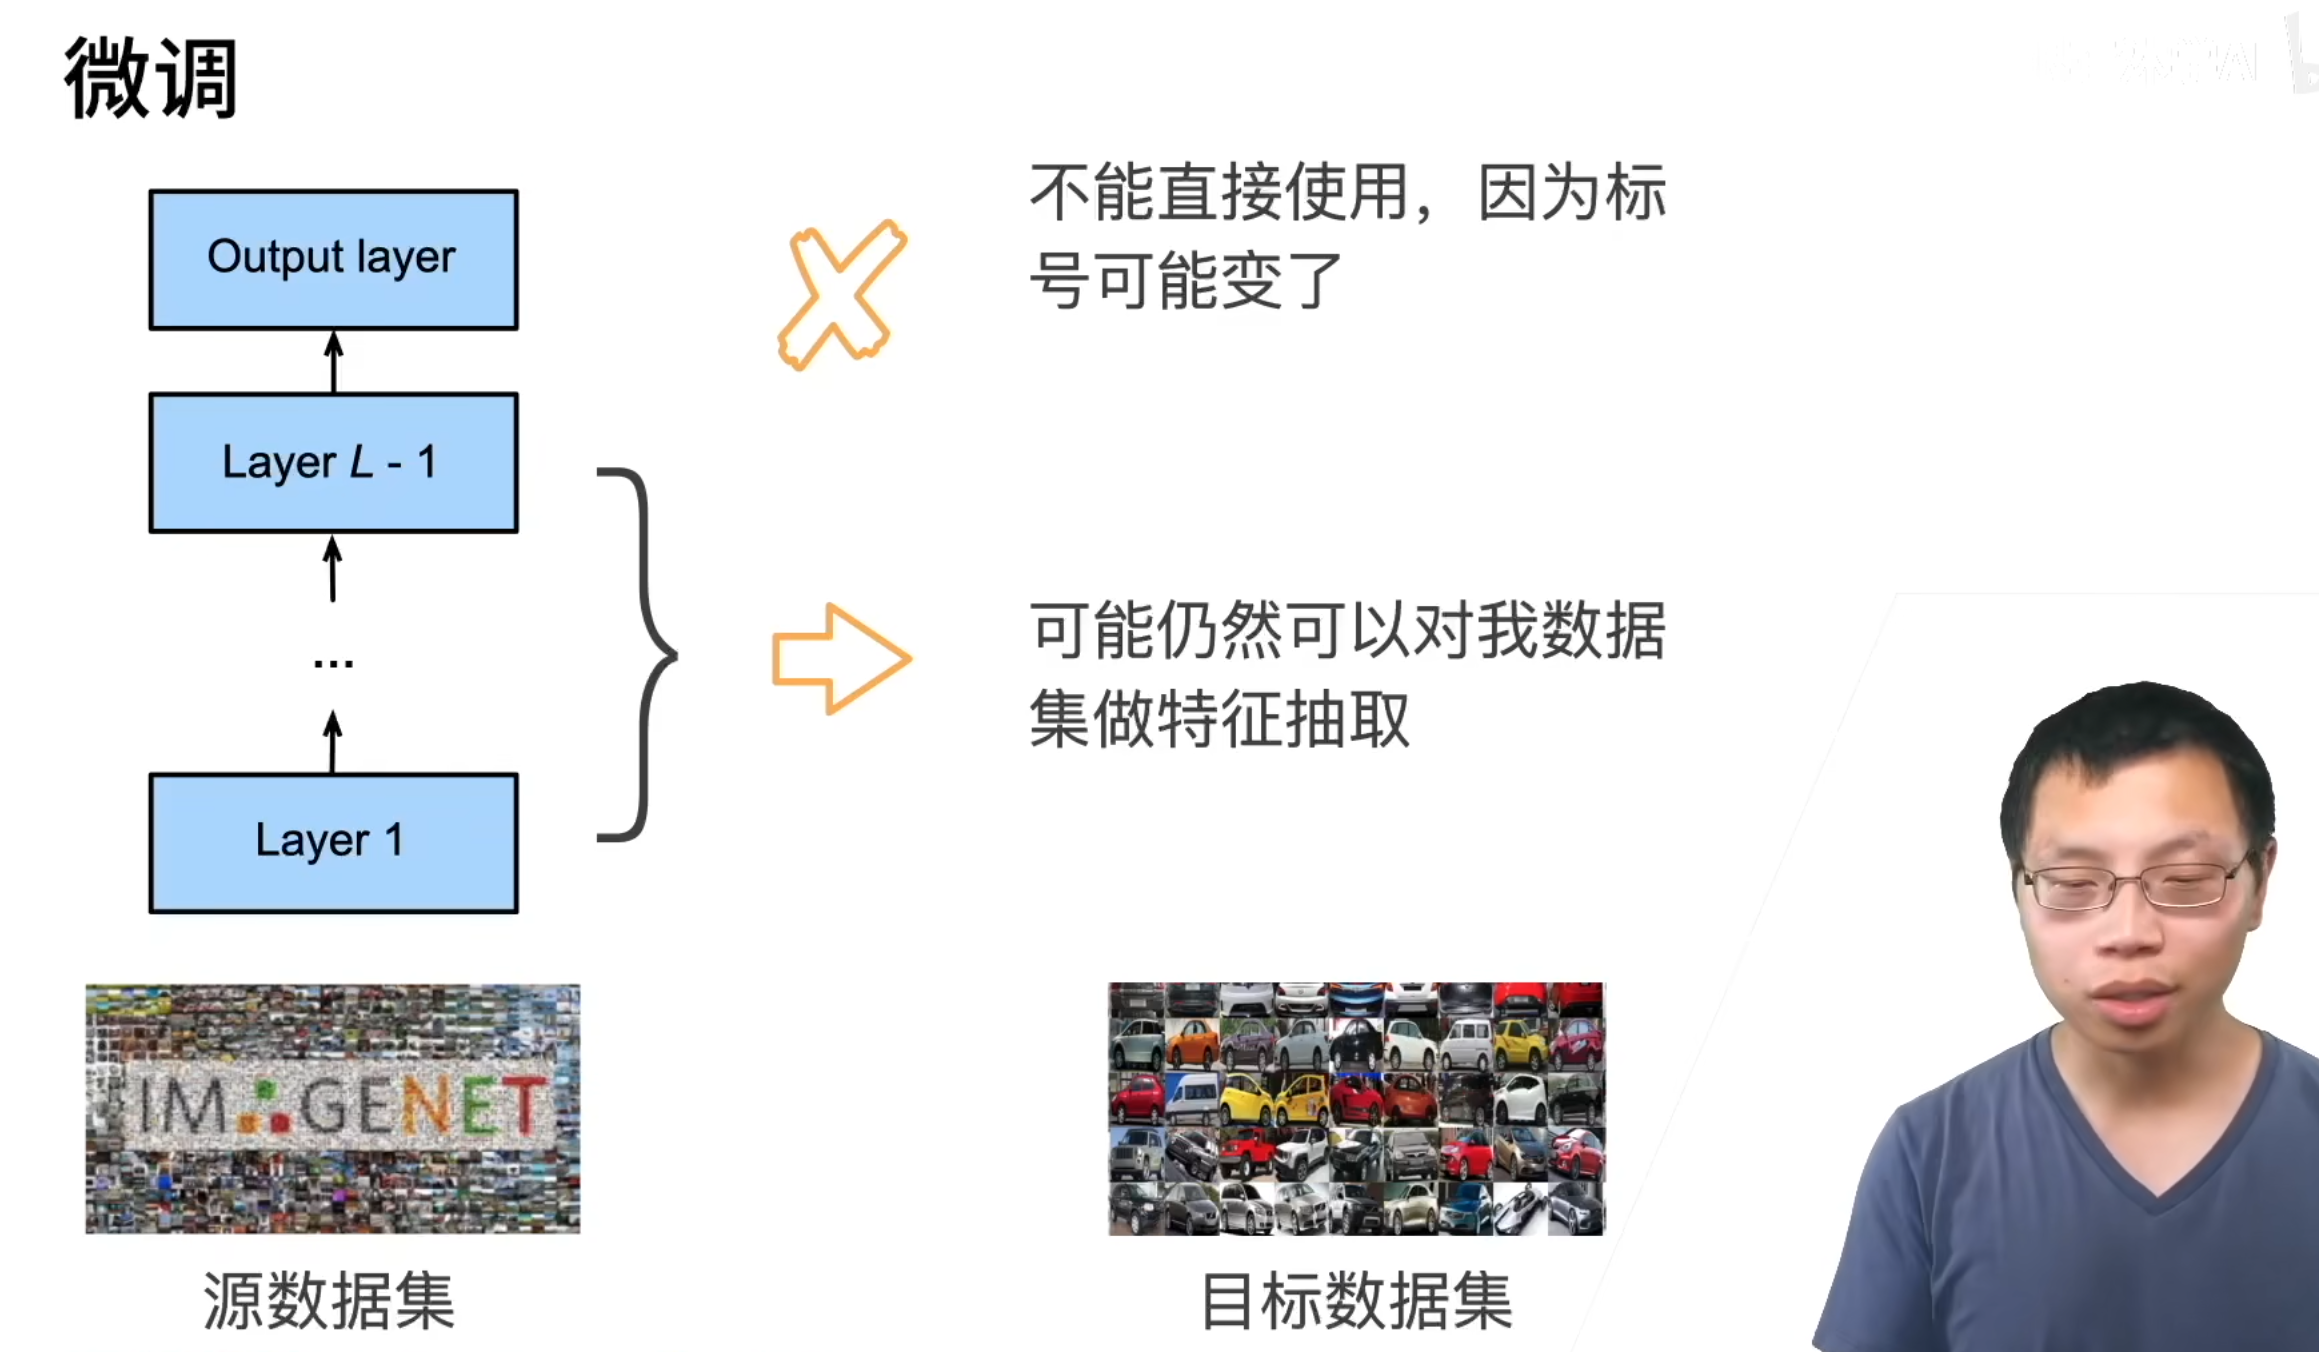 微调
Output layer
不能直接使用，因为标
号可能变了
Layer L - 1
...
可能仍然可以对我数据
集做特征抽取
Layer 1
IMAGENET
源数据集
目标数据集